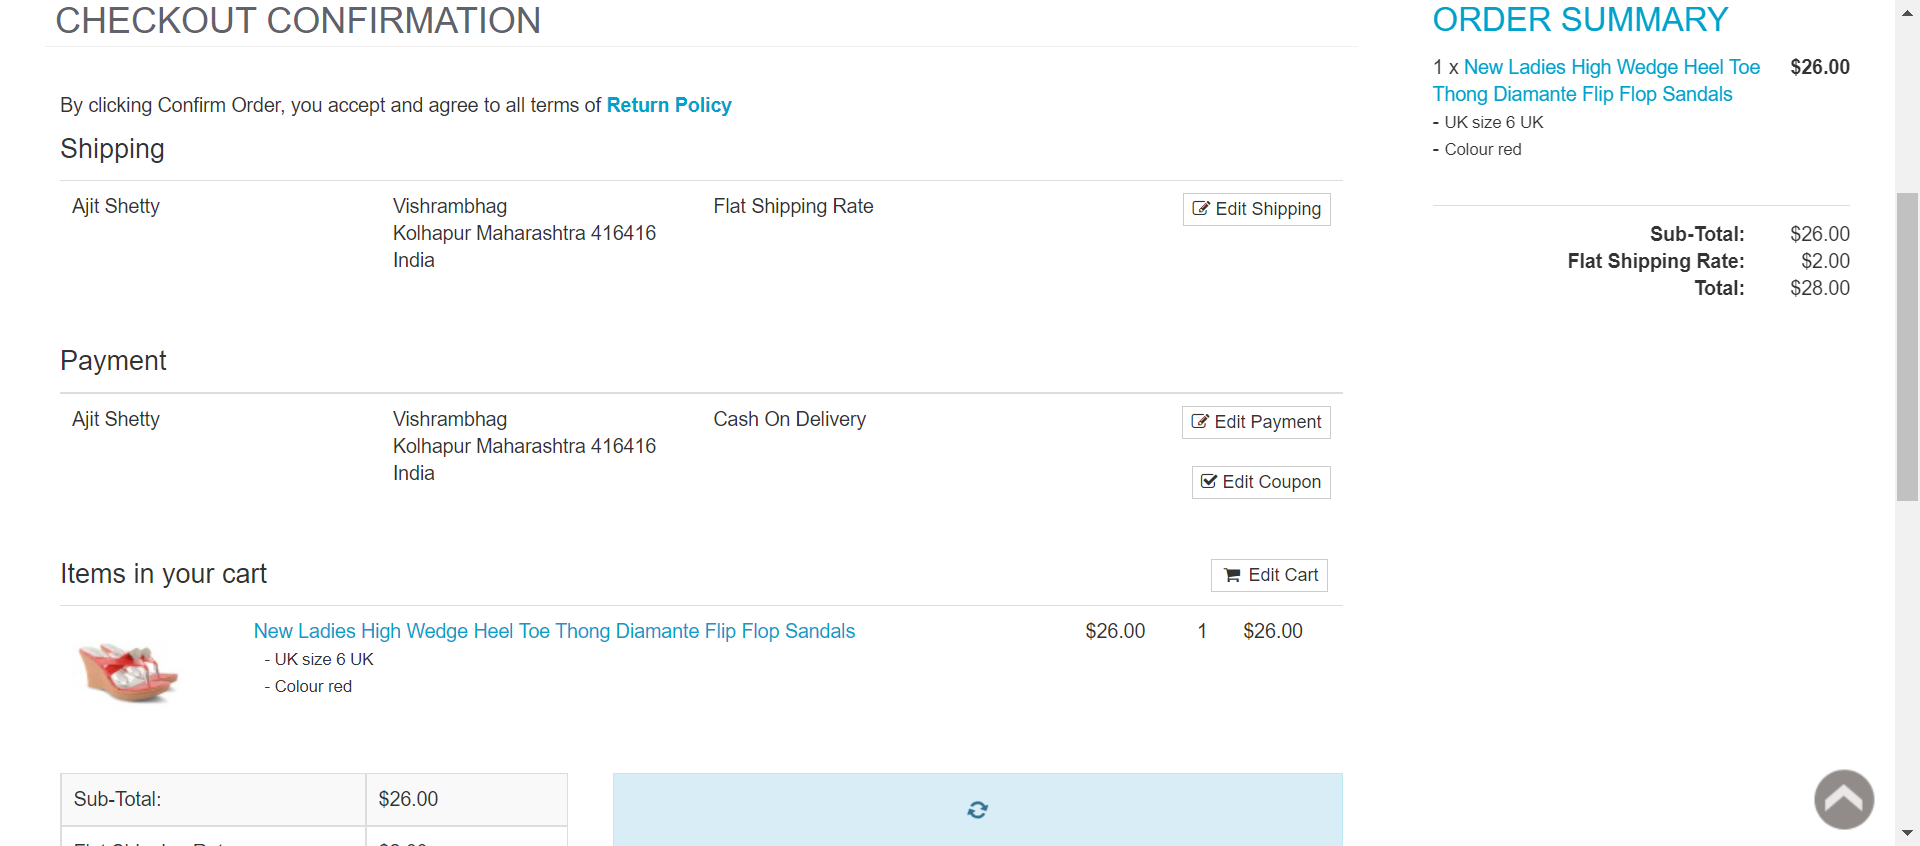 CHECKOUT CONFIRMATION
By clicking Confirm Order, you accept and agree to all terms of Return Policy
Shipping
Ajit Shetty
Vishrambhag
Kolhapur Maharashtra 416416
India
Flat Shipping Rate
Edit Shipping
Payment
Ajit Shetty
Vishrambhag
Kolhapur Maharashtra 416416
India
Cash On Delivery
Edit Payment
Edit Coupon
Items in your cart
Edit Cart
New Ladies High Wedge Heel Toe Thong Diamante Flip Flop Sandals
- UK size 6 UK
- Colour red
$26.00 1 $26.00
Sub-Total: $26.00
ORDER SUMMARY
1 x New Ladies High Wedge Heel Toe $26.00
Thong Diamante Flip Flop Sandals
- UK size 6 UK
- Colour red
Sub-Total: $26.00
Flat Shipping Rate: $2.00
Total: $28.00